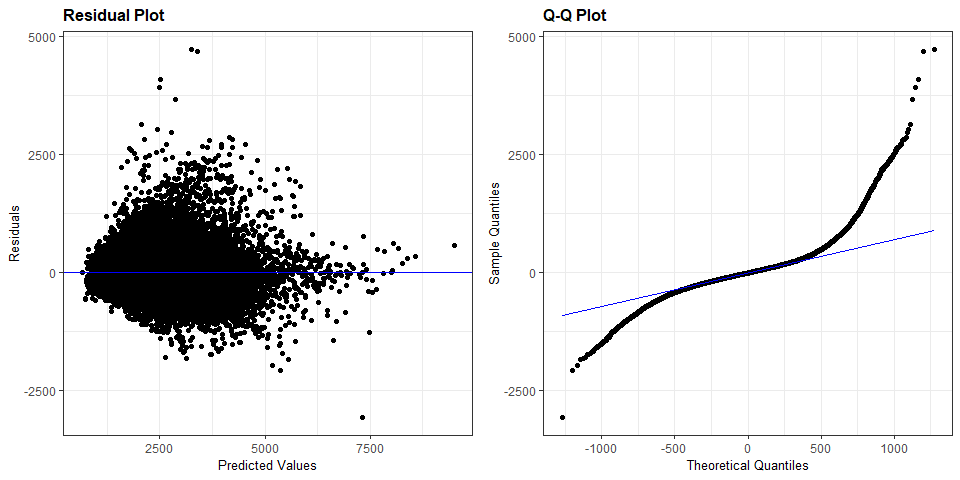 Residual Plot
5000
2500
0
-2500
Residuals
2500
5000
7500
Predicted Values
Q-Q Plot
5000
2500
0
-2500
Sample Quantiles
-1000
-500
0
500
1000
Theoretical Quantiles